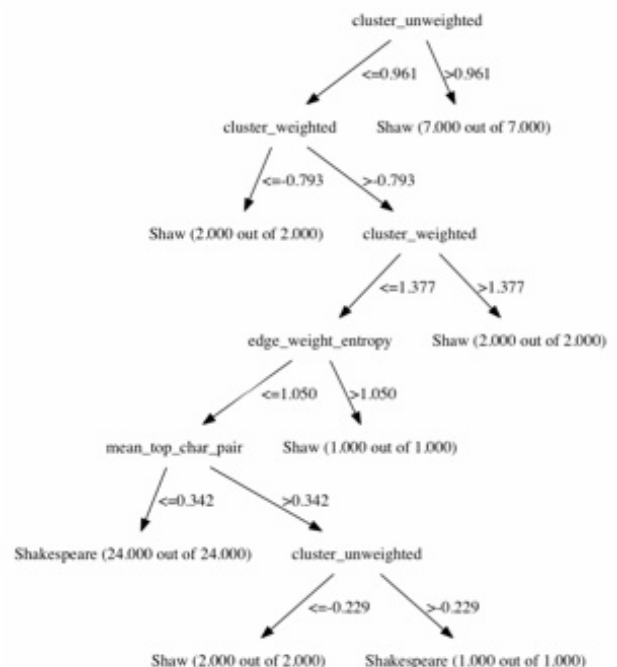 cluster_unweighted
<=0.961 >0.961
cluster_weighted Shaw (7.000 out of 7.000)
<=-0.793 >-0.793
Shaw (2.000 out of 2.000) cluster_weighted
<=1.377 >1.377
edge_weight_entropy Shaw (2.000 out of 2.000)
<=1.050 >1.050
mean_top_char_pair Shaw (1.000 out of 1.000)
<=0.342 >0.342
Shakespeare (24.000 out of 24.000) cluster_unweighted
<=-0.229 >-0.229
Shaw (2.000 out of 2.000) Shakespeare (1.000 out of 1.000)